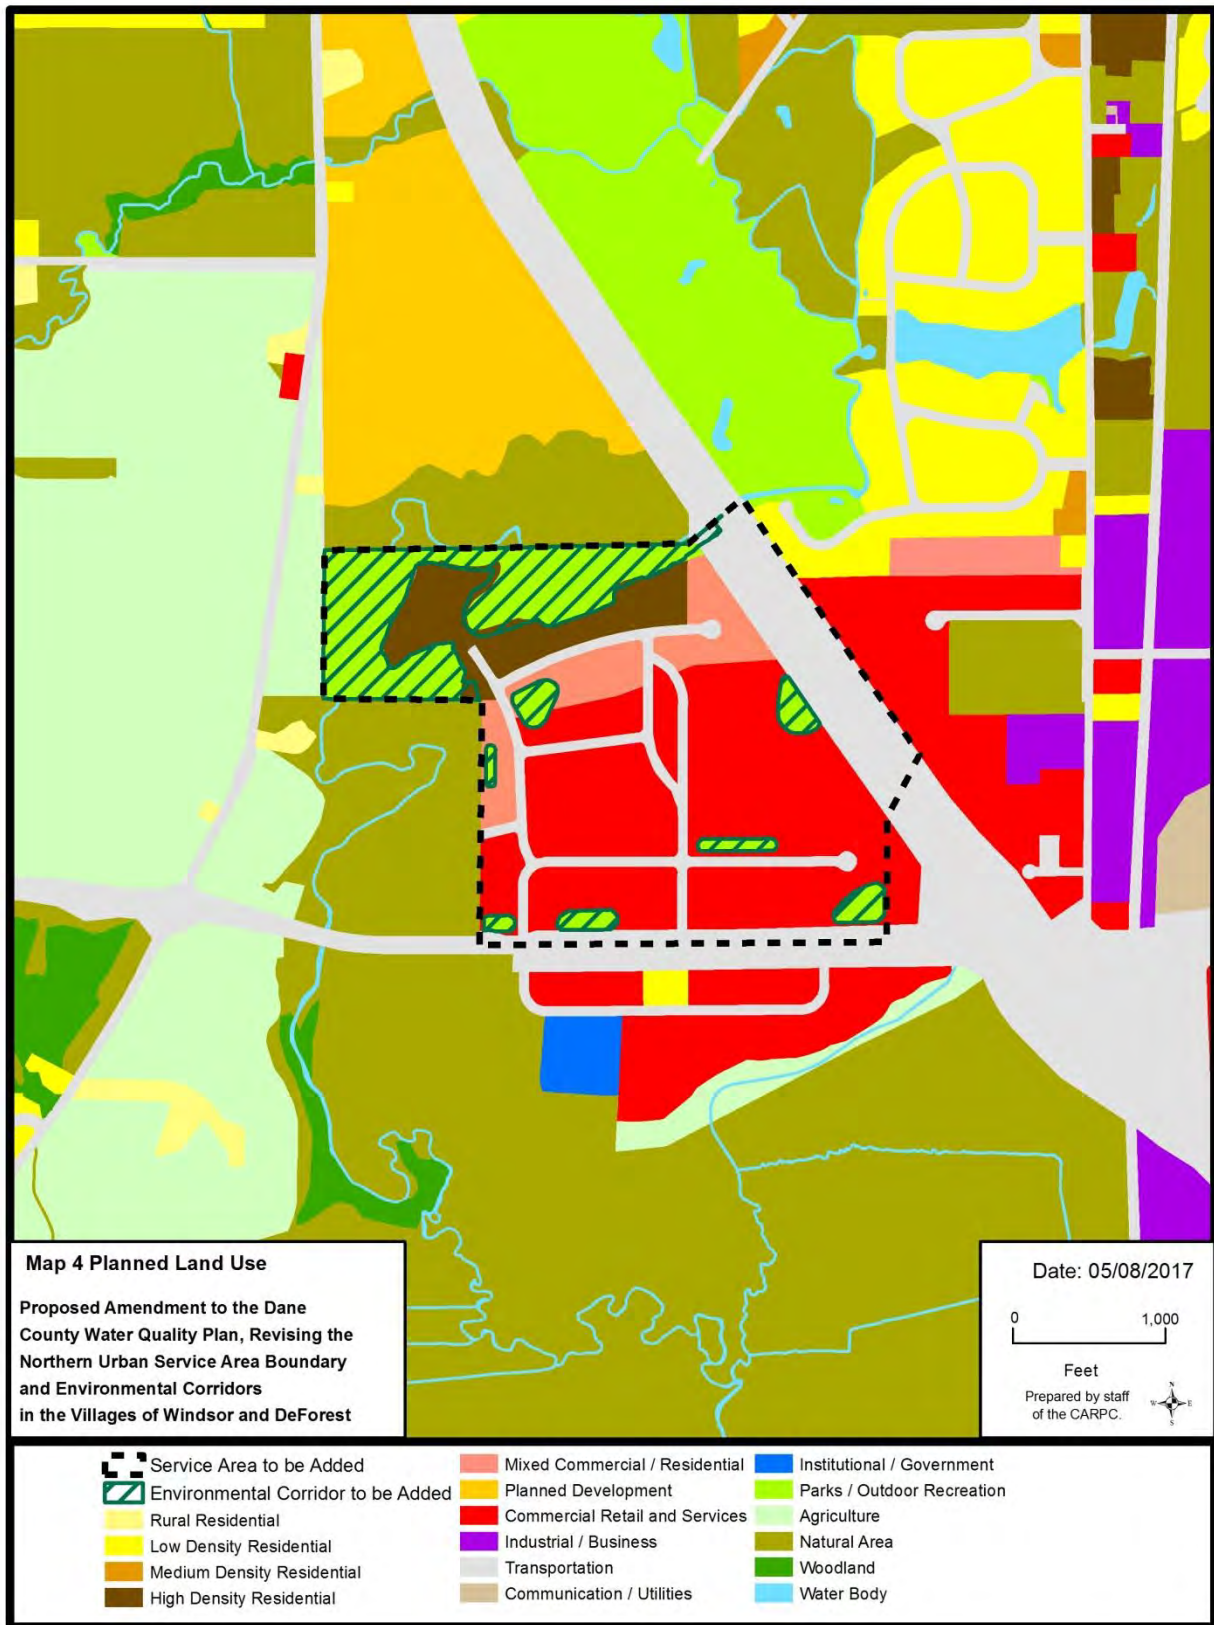 Map 4 Planned Land Use
Proposed Amendment to the Dane
County Water Quality Plan, Revising the
Northern Urban Service Area Boundary
and Environmental Corridors
in the Villages of Windsor and DeForest
Date: 05/08/2017
0 1,000
Feet
Prepared by staff
of the CARPC.
N
W E
S
Service Area to be Added
Environmental Corridor to be Added
Rural Residential
Low Density Residential
Medium Density Residential
High Density Residential
Mixed Commercial / Residential
Planned Development
Commercial Retail and Services
Industrial / Business
Transportation
Communication / Utilities
Institutional / Government
Parks / Outdoor Recreation
Agriculture
Natural Area
Woodland
Water Body